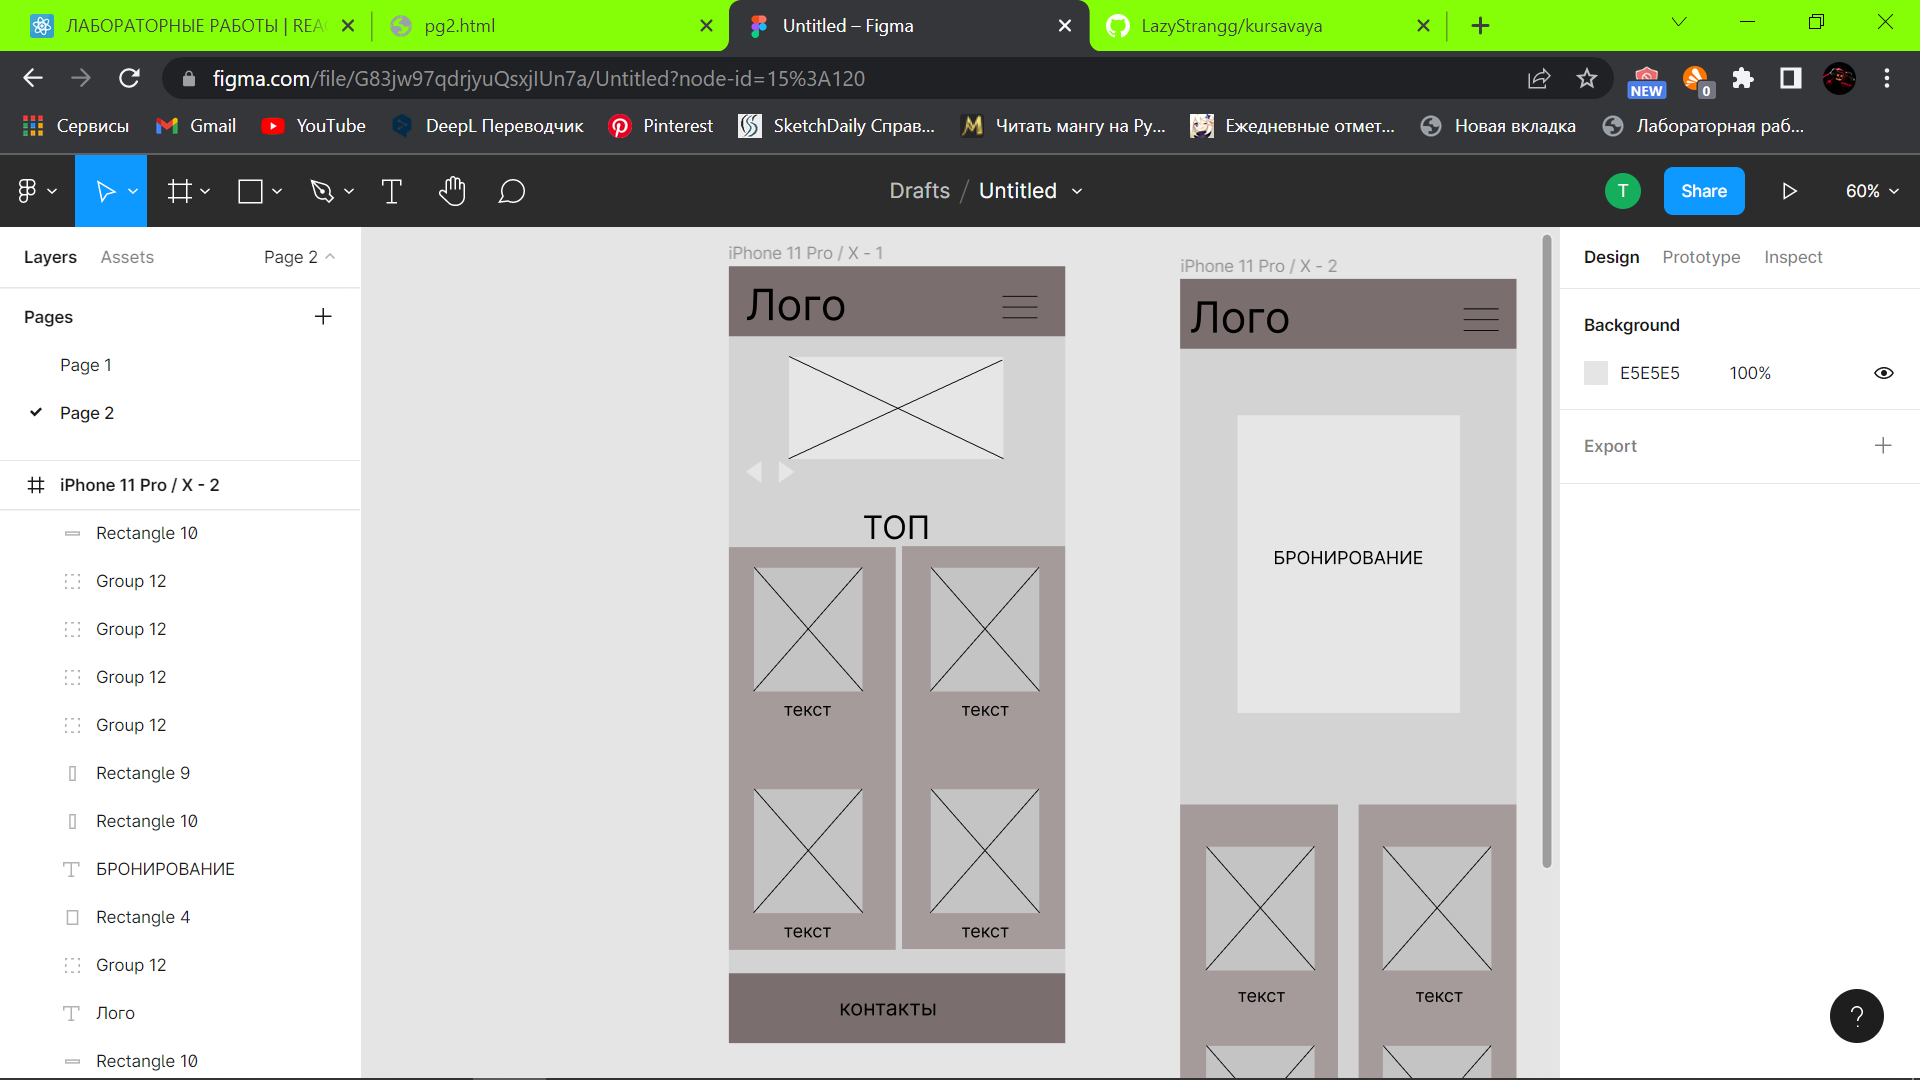 ЛАБОРАТОРНЫЕ РАБОТЫ | REA
pg2.html
Untitled – Figma
LazyStrangg/kursavaya
figma.com/file/G83jw97qdrjyuQsxjIUn7a/Untitled?node-id=15%3A120
NEW
0
Сервисы
Gmail
YouTube
DeepL Переводчик
Pinterest
SketchDaily Справ...
Читать мангу на Ру...
Ежедневные отмет...
Новая вкладка
Лабораторная раб...
Drafts / Untitled
T
Share
60%
Layers
Assets
Page 2
Pages
Page 1
Page 2
iPhone 11 Pro / X - 2
Rectangle 10
Group 12
Group 12
Group 12
Group 12
Rectangle 9
Rectangle 10
БРОНИРОВАНИЕ
Rectangle 4
Group 12
Лого
Rectangle 10
iPhone 11 Pro / X - 1
Лого
ТОП
текст
текст
текст
текст
контакты
iPhone 11 Pro / X - 2
Лого
БРОНИРОВАНИЕ
текст
текст
Design
Prototype
Inspect
Background
E5E5E5
100%
Export
?